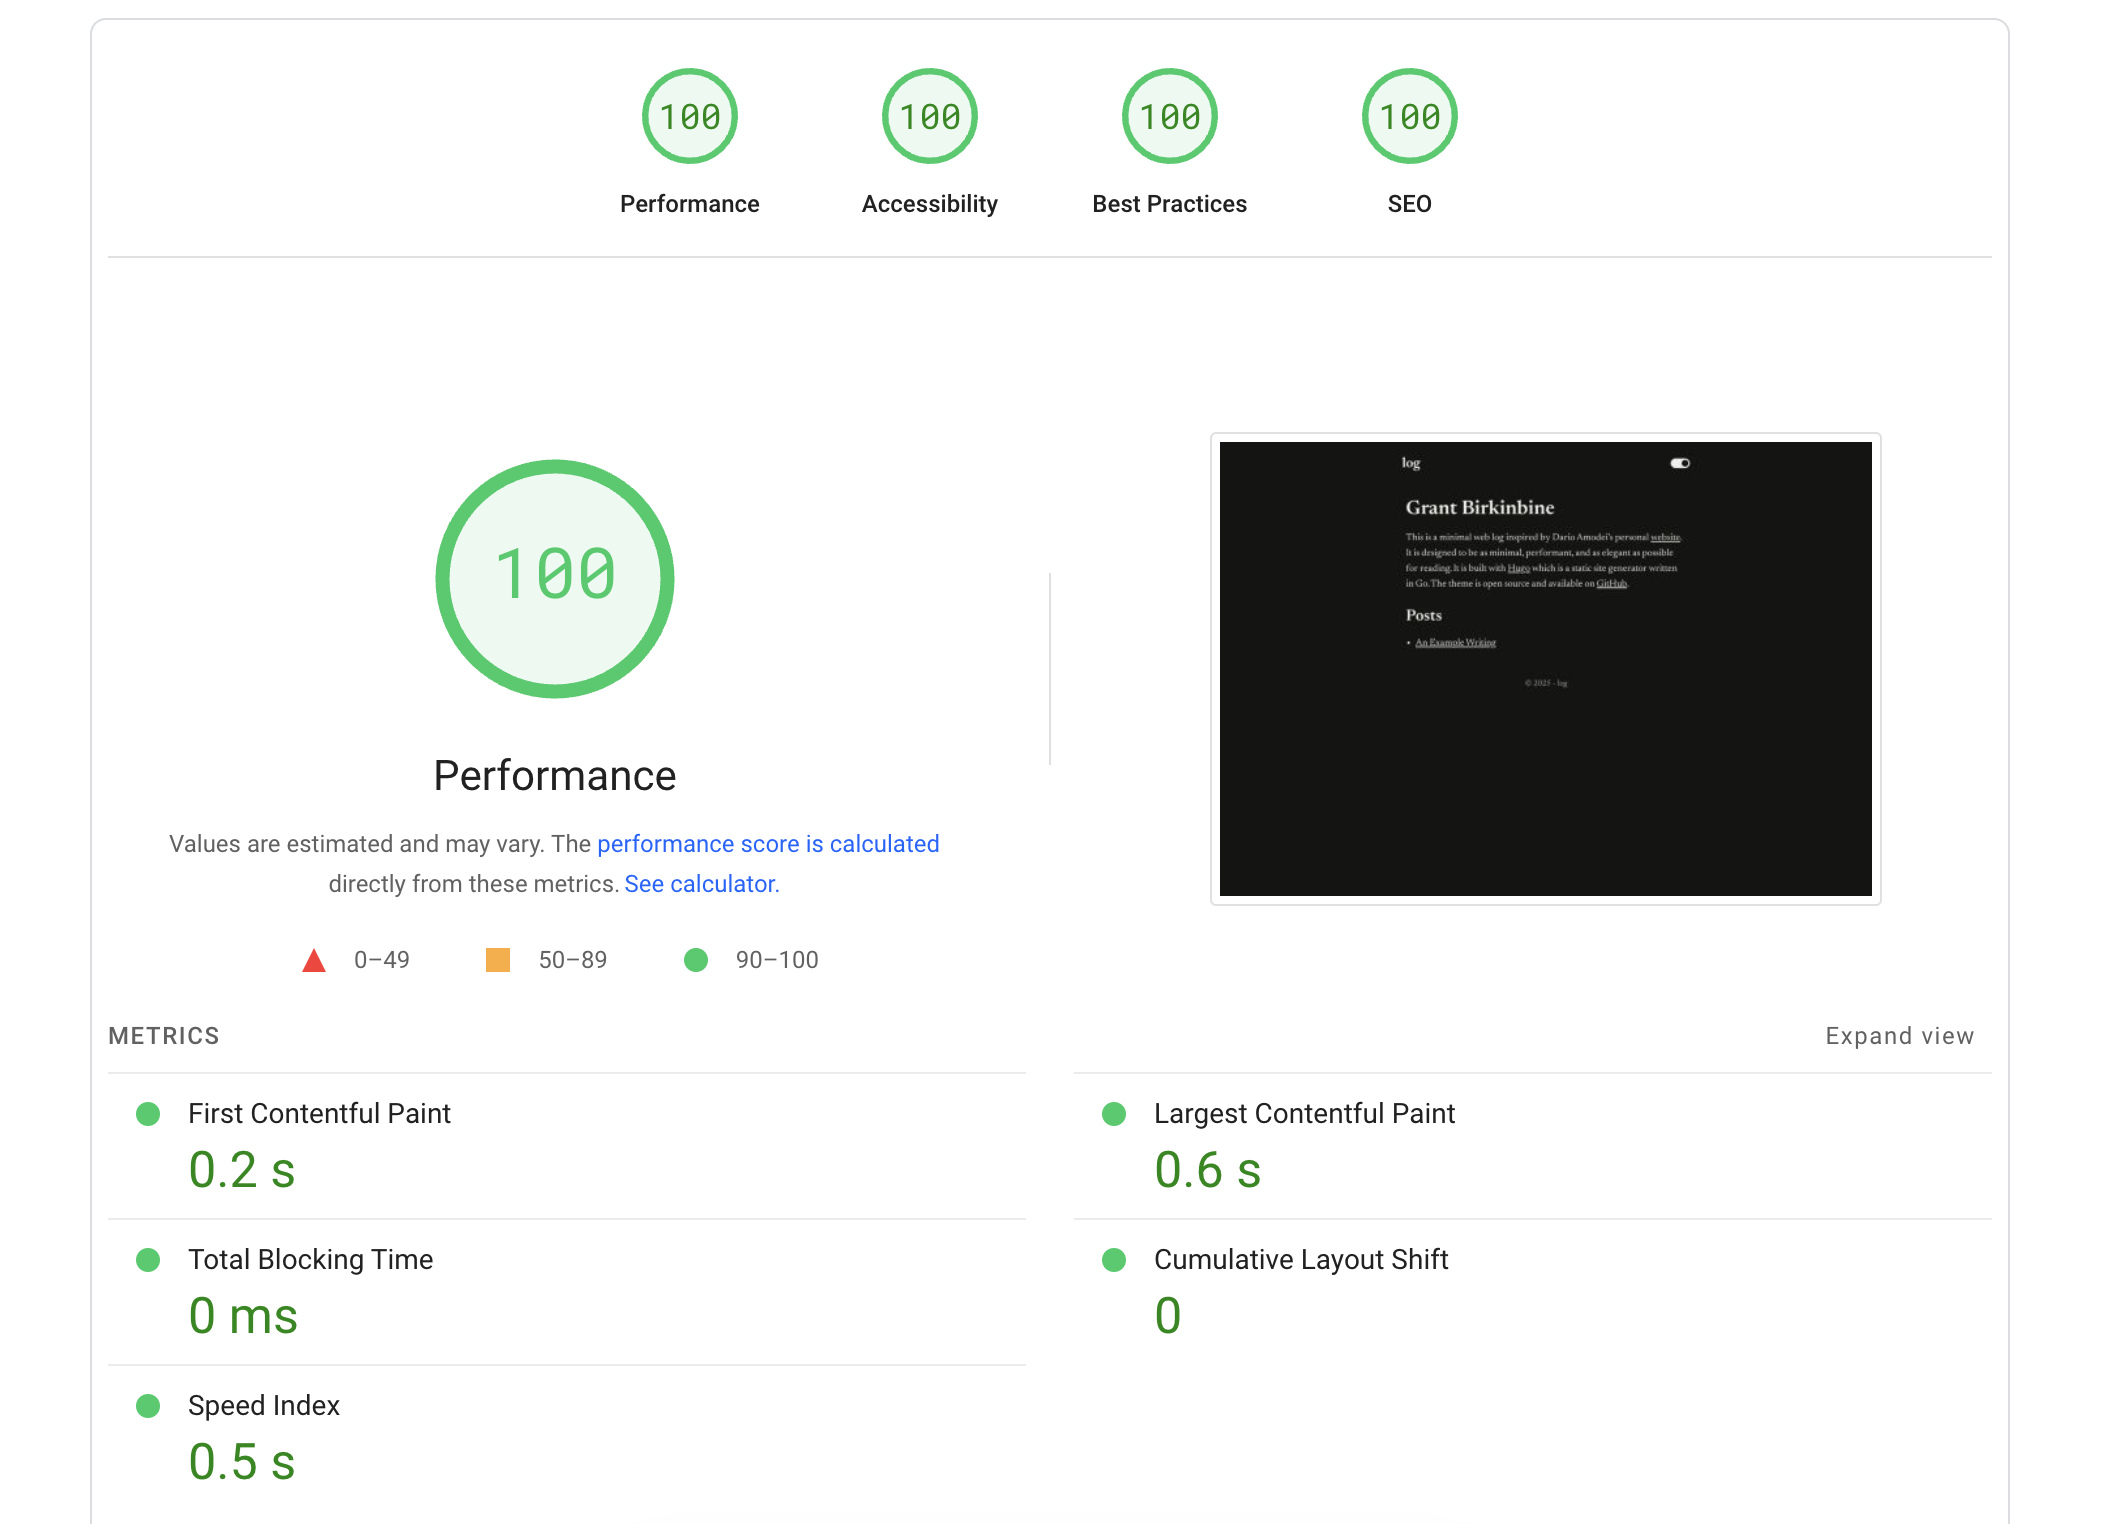 100 100 100 100
Performance Accessibility Best Practices SEO
100
Performance
Values are estimated and may vary. The performance score is calculated
directly from these metrics. See calculator.
0–49 50–89 90–100
log
Grant Birkinbine
This is a minimal web log inspired by Dario Amodei's personal website.
It is designed to be as minimal, performant, and as elegant as possible
for reading. It is built with Hugo which is a static site generator written
in Go. The theme is open source and available on GitHub.
Posts
• An Example Writing
© 2025 - log
METRICS
Expand view
First Contentful Paint
0.2 s
Largest Contentful Paint
0.6 s
Total Blocking Time
0 ms
Cumulative Layout Shift
0
Speed Index
0.5 s